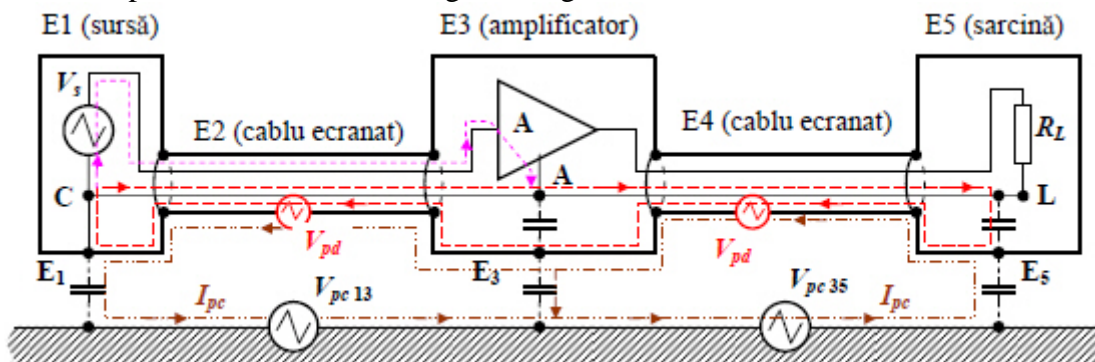 E1 (sursă)
E3 (amplificator)
E5 (sarcină)
Vs
E2 (cablu ecranat)
A
E4 (cablu ecranat)
RL
C
A
L
Vpd
Vpd
E1
E3
E5
Ipc
Vpc 13
Vpc 35
Ipc